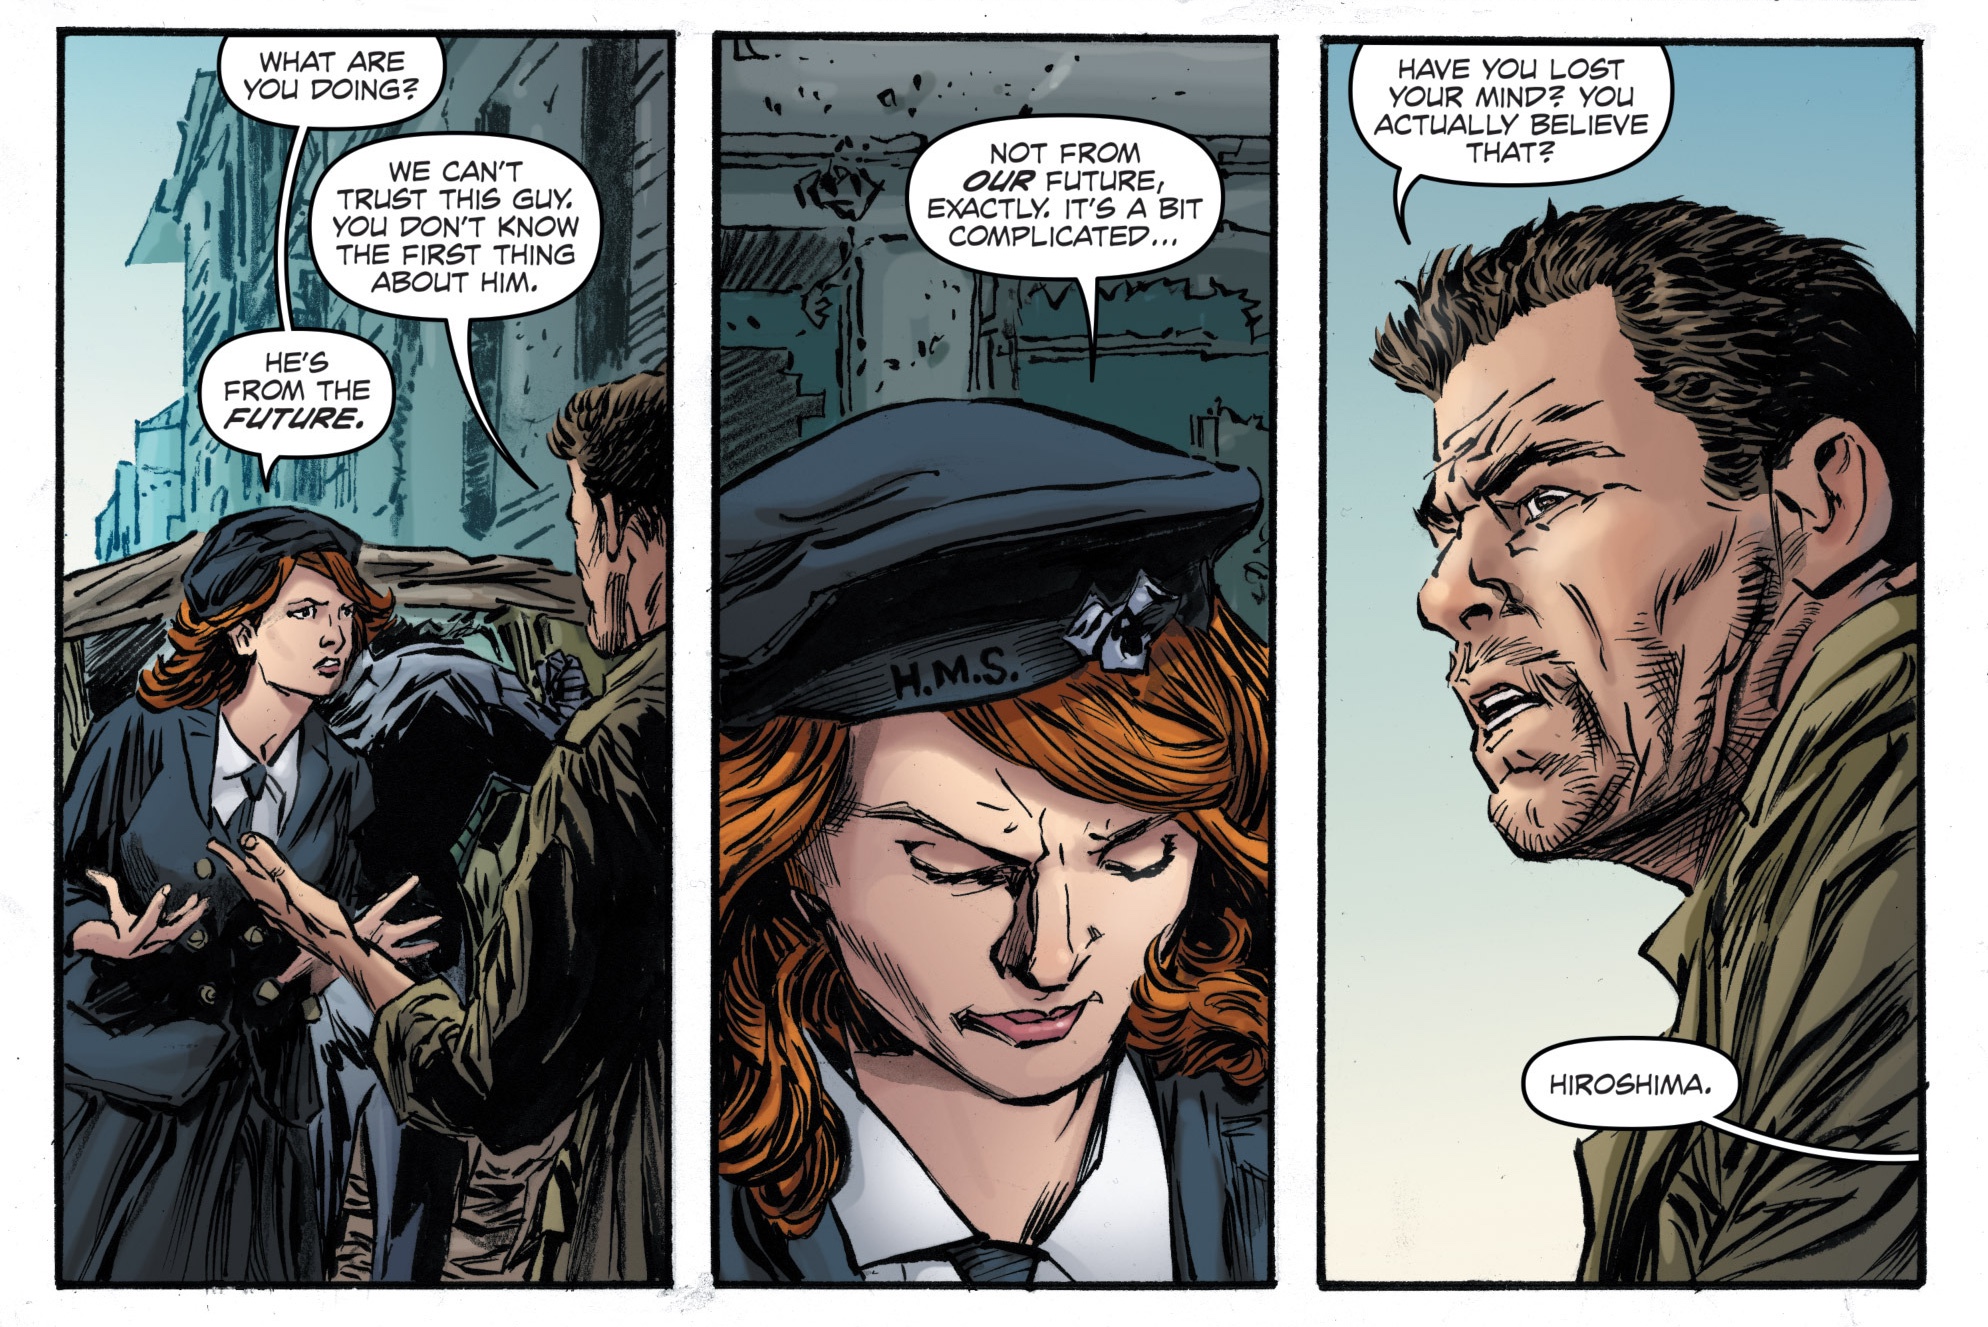 WHAT ARE
YOU DOING?
WE CAN'T
TRUST THIS GUY.
YOU DON'T KNOW
THE FIRST THING
ABOUT HIM.
HE'S
FROM THE
FUTURE.
NOT FROM
OUR FUTURE,
EXACTLY. IT'S A BIT
COMPLICATED...
H.M.S.
HAVE YOU LOST
YOUR MIND? YOU
ACTUALLY BELIEVE
THAT?
HIROSHIMA.